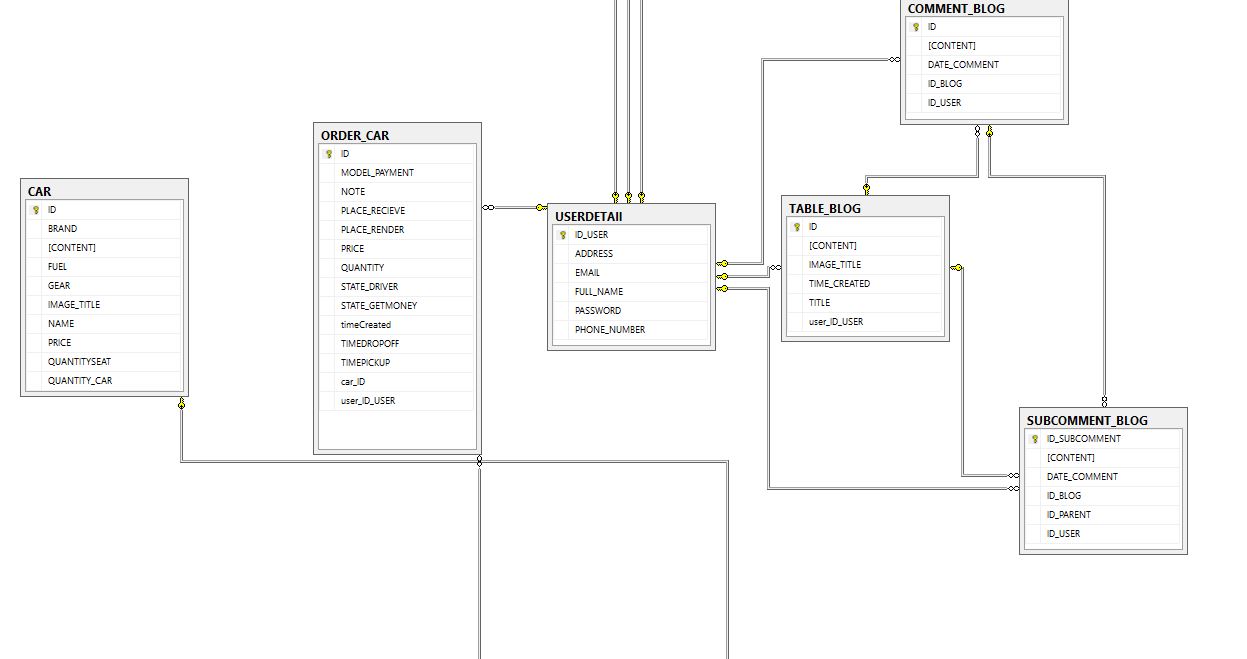 COMMENT_BLOG
ID
[CONTENT]
DATE_COMMENT
ID_BLOG
ID_USER
ORDER_CAR
ID
MODEL_PAYMENT
NOTE
PLACE_RECIEVE
PLACE_RENDER
PRICE
QUANTITY
STATE_DRIVER
STATE_GETMONEY
timeCreated
TIMEDROPOFF
TIMEPICKUP
car_ID
user_ID_USER
CAR
ID
BRAND
[CONTENT]
FUEL
GEAR
IMAGE_TITLE
NAME
PRICE
QUANTITYSEAT
QUANTITY_CAR
USERDETAIl
ID_USER
ADDRESS
EMAIL
FULL_NAME
PASSWORD
PHONE_NUMBER
TABLE_BLOG
ID
[CONTENT]
IMAGE_TITLE
TIME_CREATED
TITLE
user_ID_USER
SUBCOMMENT_BLOG
ID_SUBCOMMENT
[CONTENT]
DATE_COMMENT
ID_BLOG
ID_PARENT
ID_USER